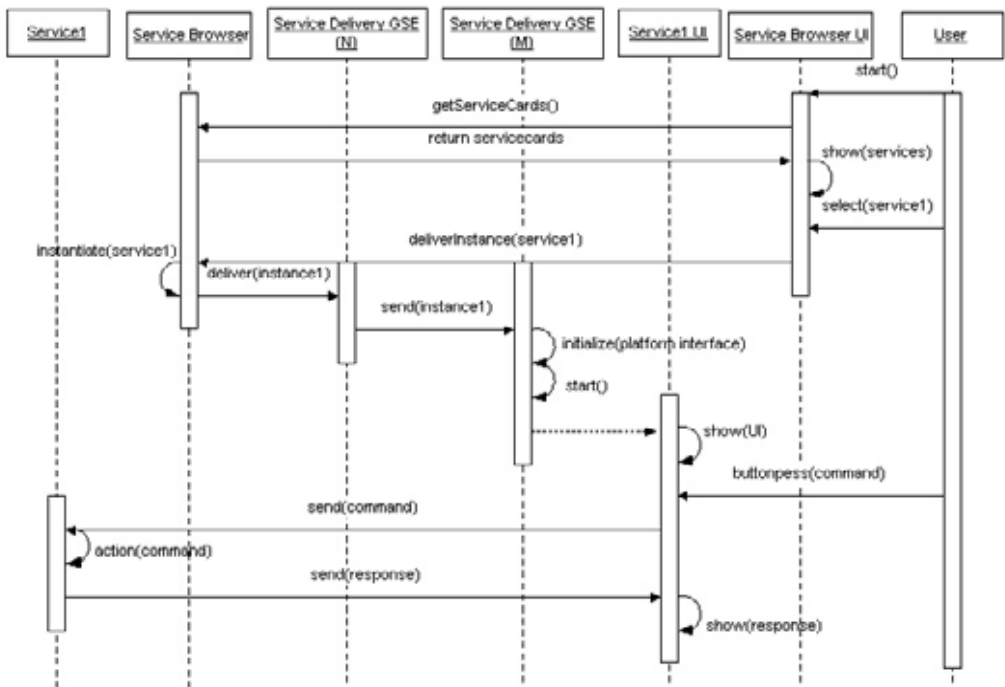 Service1
Service Browser
Service Delivery GSE
(N)
Service Delivery GSE
(M)
Service1 UI
Service Browser UI
User
start()
getServiceCards()
return servicecards
show(services)
select(service1)
deliverInstance(service1)
instantiate(service1)
deliver(instance1)
send(instance1)
initialize(platform interface)
start()
show(UI)
buttonpess(command)
send(command)
action(command)
send(response)
show(response)